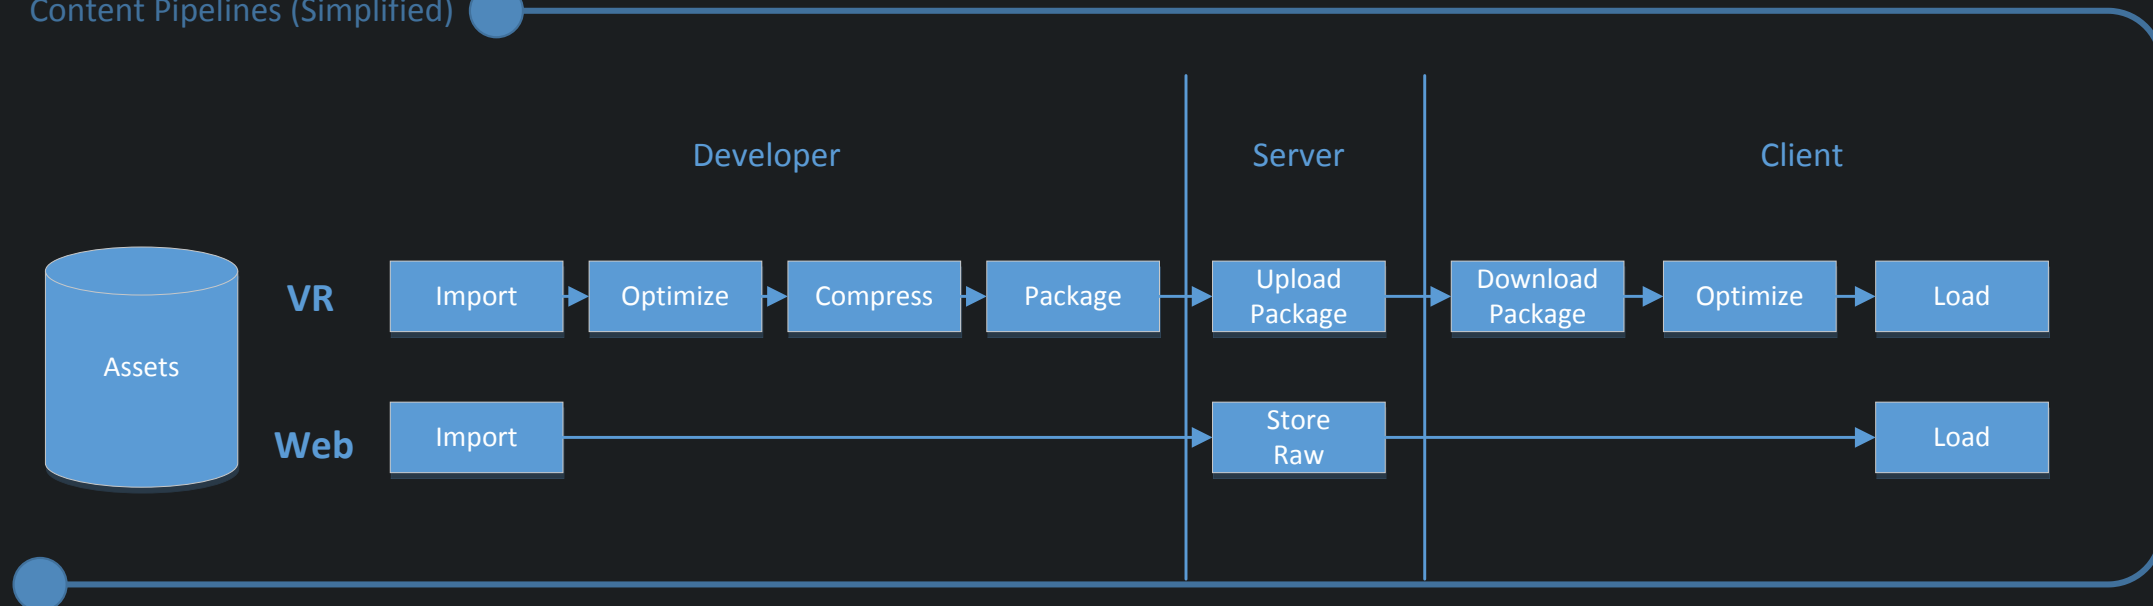 Content Pipelines (Simplified)
Developer
Server
Client
Assets
VR
Import
Optimize
Compress
Package
Upload
Package
Download
Package
Optimize
Load
Web
Import
Store
Raw
Load